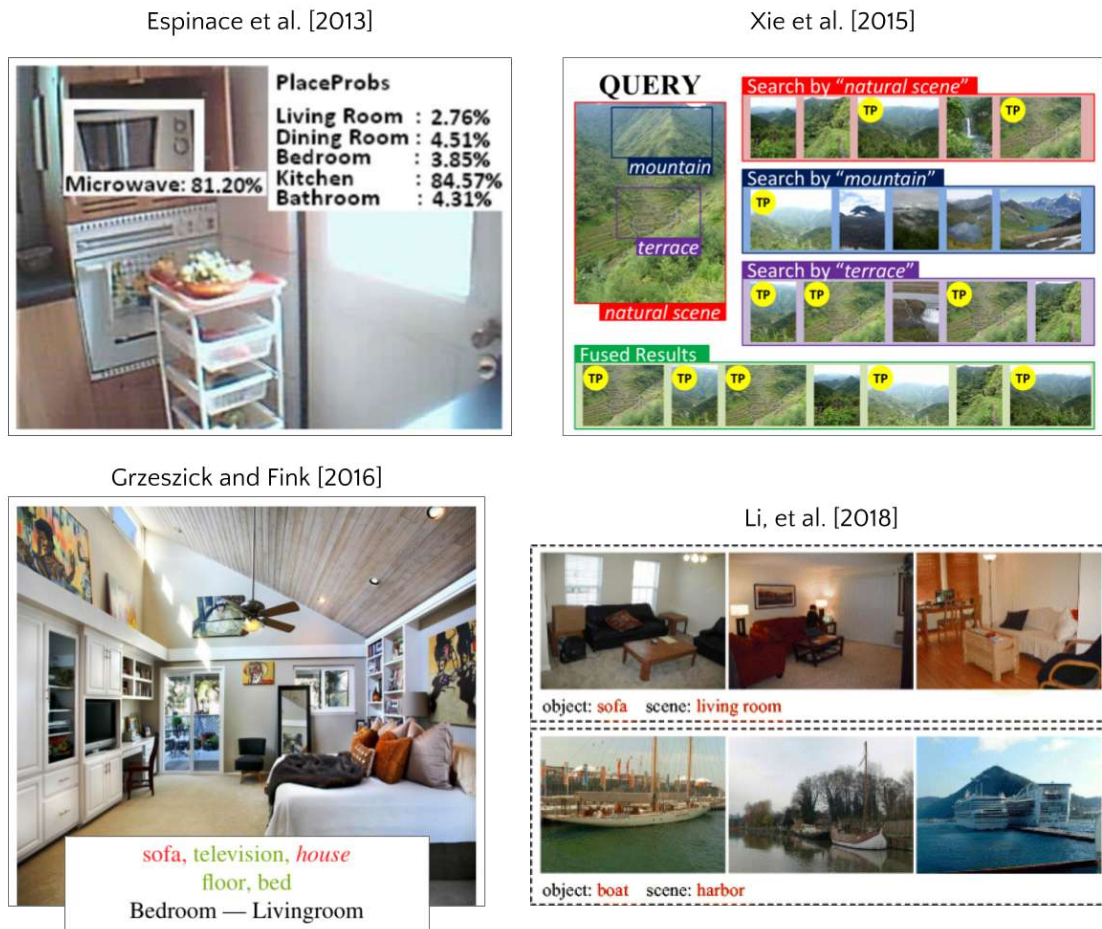 Espinace et al. [2013]
PlaceProbs
Living Room : 2.76%
Dining Room : 4.51%
Bedroom : 3.85%
Kitchen : 84.57%
Bathroom : 4.31%
Microwave: 81.20%
Xie et al. [2015]
QUERY
mountain
terrace
natural scene
Search by "natural scene"
TP
TP
Search by "mountain"
TP
Search by "terrace"
TP
TP
TP
Fused Results
TP
TP
TP
TP
TP
Grzeszick and Fink [2016]
sofa, television, house
floor, bed
Bedroom — Livingroom
Li, et al. [2018]
object: sofa scene: living room
object: boat scene: harbor